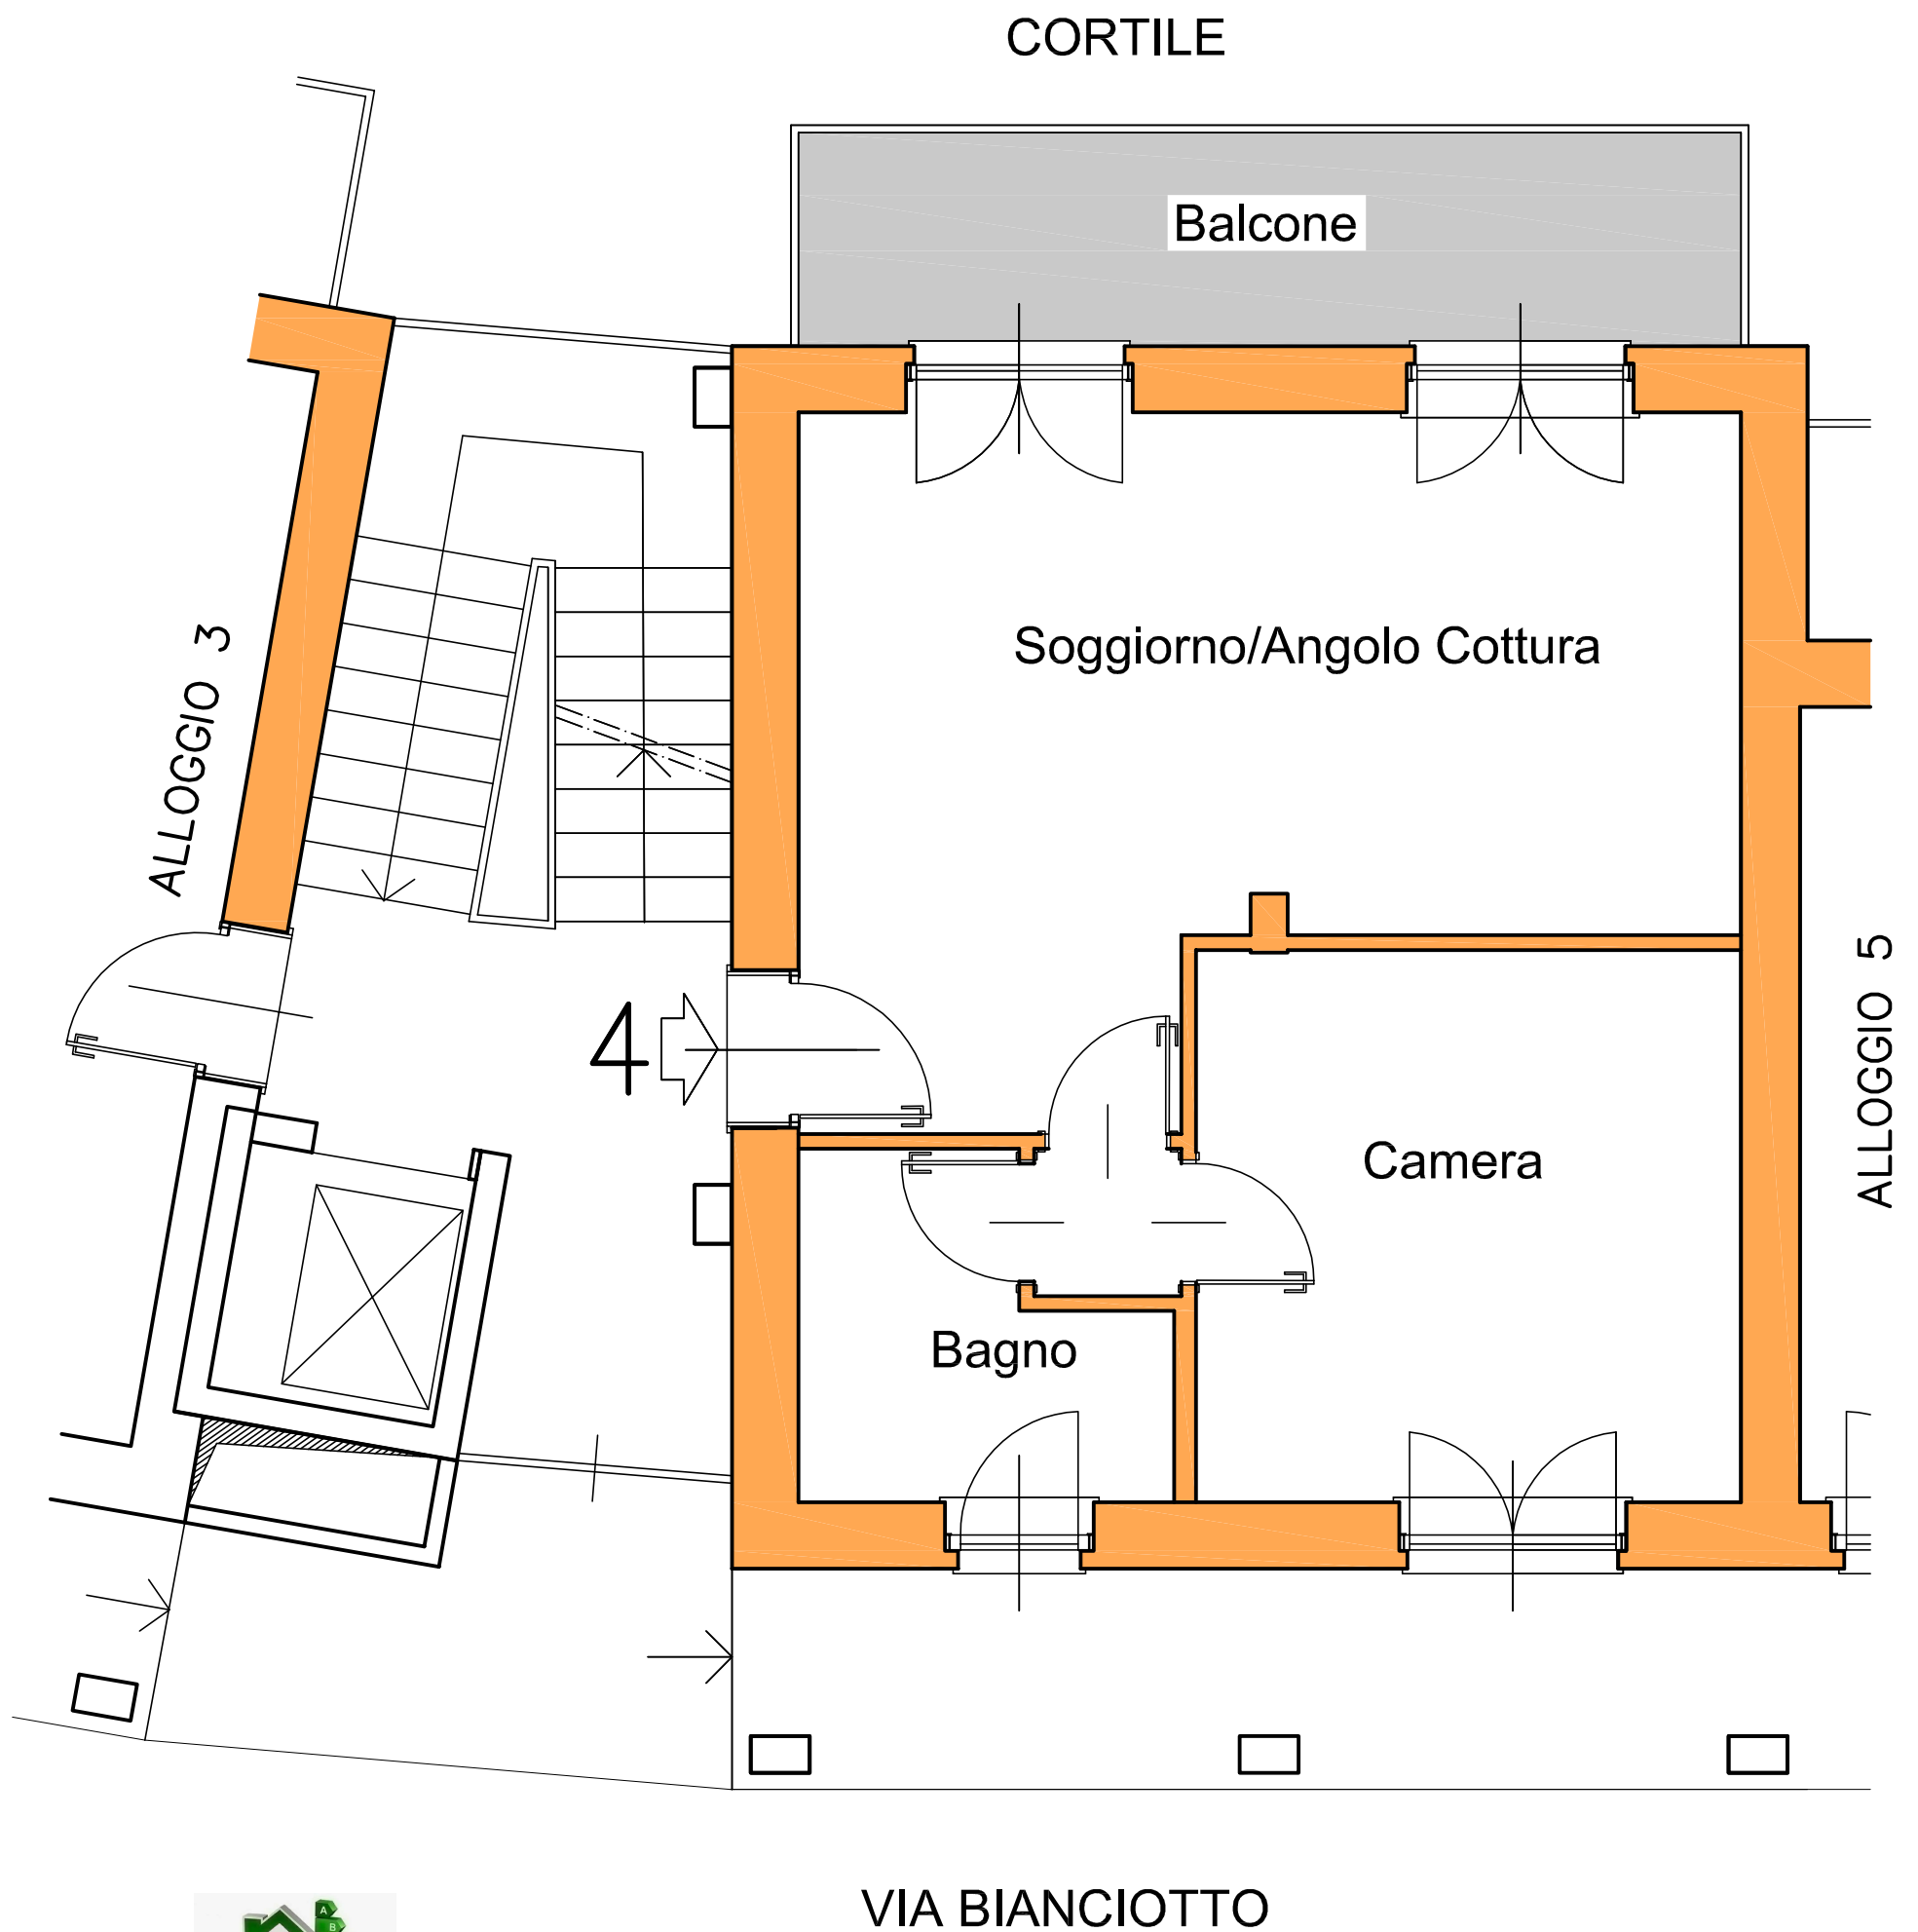 CORTILE
Balcone
Soggiorno/Angolo Cottura
ALLOGGIO 3
ALLOGGIO 5
4
Camera
Bagno
VIA BIANCIOTTO
A
B